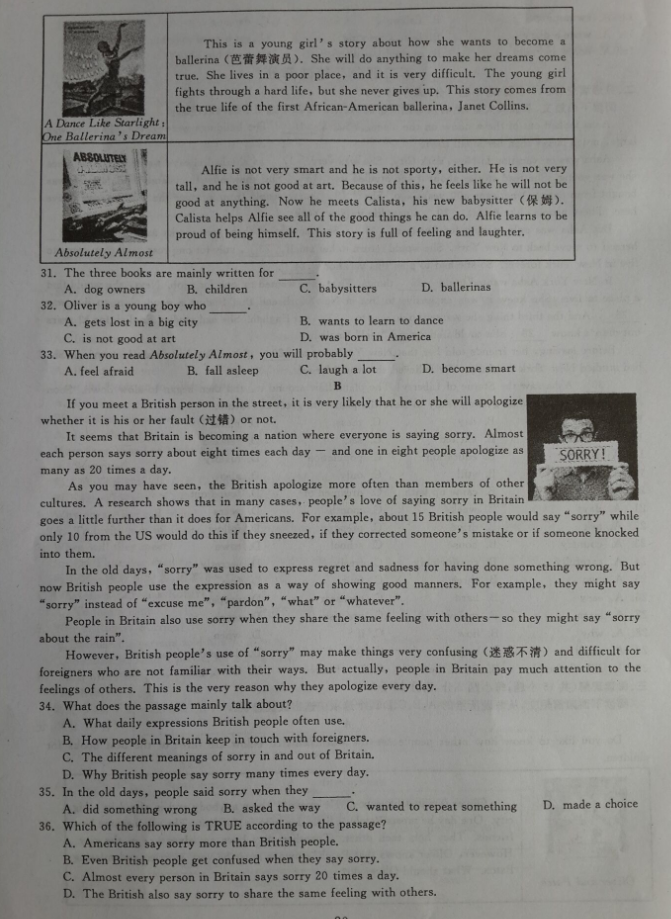 This is a young girl's story about how she wants to become a
ballerina (芭蕾舞演员). She will do anything to make her dreams come
true. She lives in a poor place, and it is very difficult. The young girl
fights through a hard life, but she never gives up. This story comes from
the true life of the first African-American ballerina, Janet Collins.
A Dance Like Starlight:
One Ballerina's Dream
ABSOLUTELY
Alfie is not very smart and he is not sporty, either. He is not very
tall, and he is not good at art. Because of this, he feels like he will not be
good at anything. Now he meets Calista, his new babysitter (保姆).
Calista helps Alfie see all of the good things he can do. Alfie learns to be
proud of being himself. This story is full of feeling and laughter.
Absolutely Almost
31. The three books are mainly written for ______.
A. dog owners B. children C. babysitters D. ballerinas
32. Oliver is a young boy who ______.
A. gets lost in a big city B. wants to learn to dance
C. is not good at art D. was born in America
33. When you read Absolutely Almost, you will probably ______.
A. feel afraid B. fall asleep C. laugh a lot D. become smart
B
If you meet a British person in the street, it is very likely that he or she will apologize
whether it is his or her fault (过错) or not.
It seems that Britain is becoming a nation where everyone is saying sorry. Almost
each person says sorry about eight times each day — and one in eight people apologize as
many as 20 times a day.
SORRY!
As you may have seen, the British apologize more often than members of other
cultures. A research shows that in many cases, people's love of saying sorry in Britain
goes a little further than it does for Americans. For example, about 15 British people would say "sorry" while
only 10 from the US would do this if they sneezed, if they corrected someone's mistake or if someone knocked
into them.
In the old days, "sorry" was used to express regret and sadness for having done something wrong. But
now British people use the expression as a way of showing good manners. For example, they might say
"sorry" instead of "excuse me", "pardon", "what" or "whatever".
People in Britain also use sorry when they share the same feeling with others—so they might say "sorry
about the rain".
However, British people's use of "sorry" may make things very confusing (迷惑不清) and difficult for
foreigners who are not familiar with their ways. But actually, people in Britain pay much attention to the
feelings of others. This is the very reason why they apologize every day.
34. What does the passage mainly talk about?
A. What daily expressions British people often use.
B. How people in Britain keep in touch with foreigners.
C. The different meanings of sorry in and out of Britain.
D. Why British people say sorry many times every day.
35. In the old days, people said sorry when they ______.
A. did something wrong B. asked the way C. wanted to repeat something D. made a choice
36. Which of the following is TRUE according to the passage?
A. Americans say sorry more than British people.
B. Even British people get confused when they say sorry.
C. Almost every person in Britain says sorry 20 times a day.
D. The British also say sorry to share the same feeling with others.